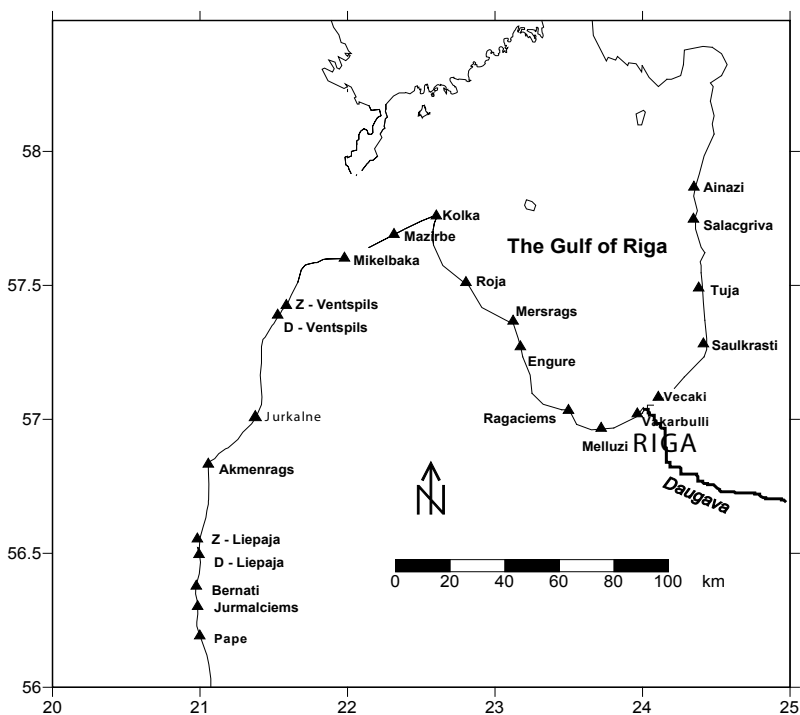 58
57.5
57
56.5
56
20
21
22
23
24
25
Ainazi
Kolka
Salacgriva
Mazirbe
The Gulf of Riga
Mikelbaka
Roja
Tuja
Z - Ventspils
Mersrags
D - Ventspils
Saulkrasti
Engure
Vecaki
Jurkalne
Ragaciems
Vakarbulli
Melluzi
RIGA
Akmenrags
Daugava
N
Z - Liepaja
D - Liepaja
0 20 40 60 80 100 km
Bernati
Jurmalciems
Pape